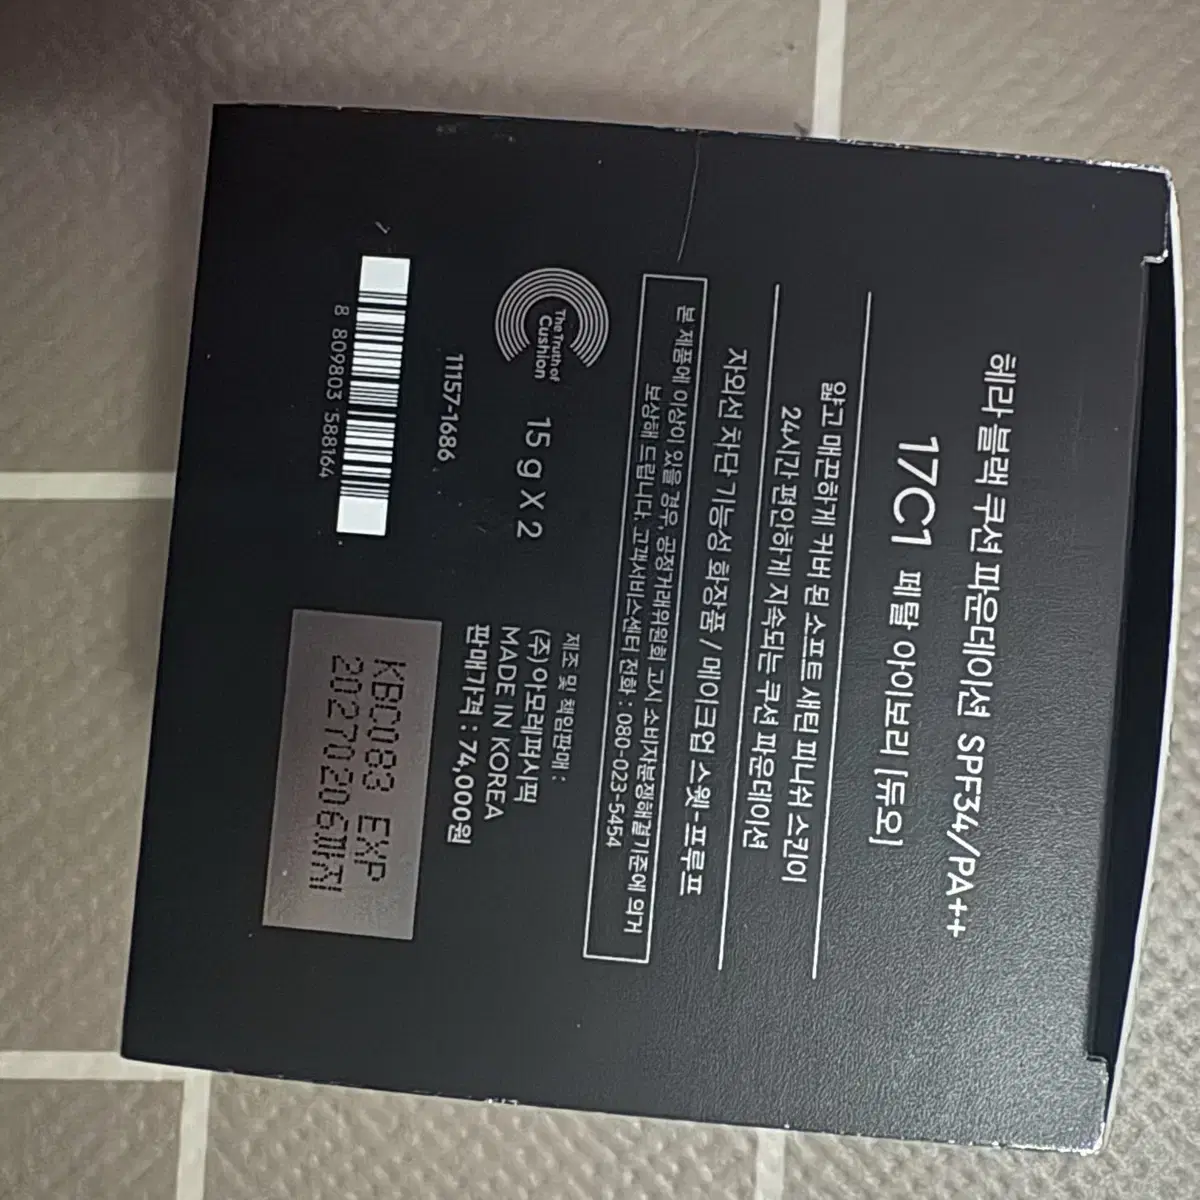 헤라 블랙 쿠션 파운데이션 SPF34/PA++
17C1 페탈 아이보리 [듀오]
얇고 매끈하게 커버 된 소프트 새틴 피니쉬 스킨이
24시간 편안하게 지속되는 쿠션 파운데이션
자외선 차단 기능성 화장품 / 메이크업 스웻-프루프
본 제품에 이상이 있을 경우, 공정거래위원회 고시 소비자분쟁해결기준에 의거
보상해 드립니다. 고객서비스센터 전화 : 080-023-5454
The Truth of
Cushion
15 g X 2
11157-1686
8 809803 588164
제조 및 책임판매 :
(주)아모레퍼시픽
MADE IN KOREA
판매가격 : 74,000원
KBC083 EXP
20270206까지